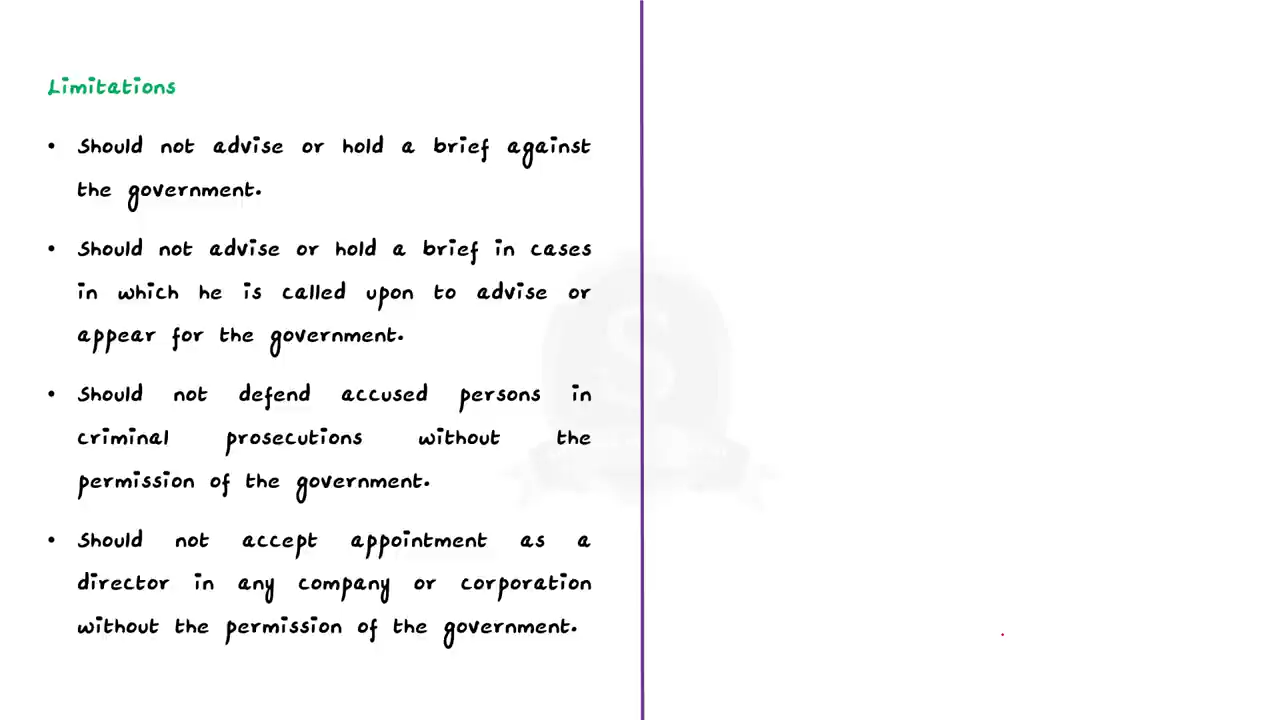 Limitations
• Should not advise or hold a brief against
the government.
• Should not advise or hold a brief in cases
in which he is called upon to advise or
appear for the government.
• Should not defend accused persons in
criminal prosecutions without the
permission of the government.
• Should not accept appointment as a
director in any company or corporation
without the permission of the government.